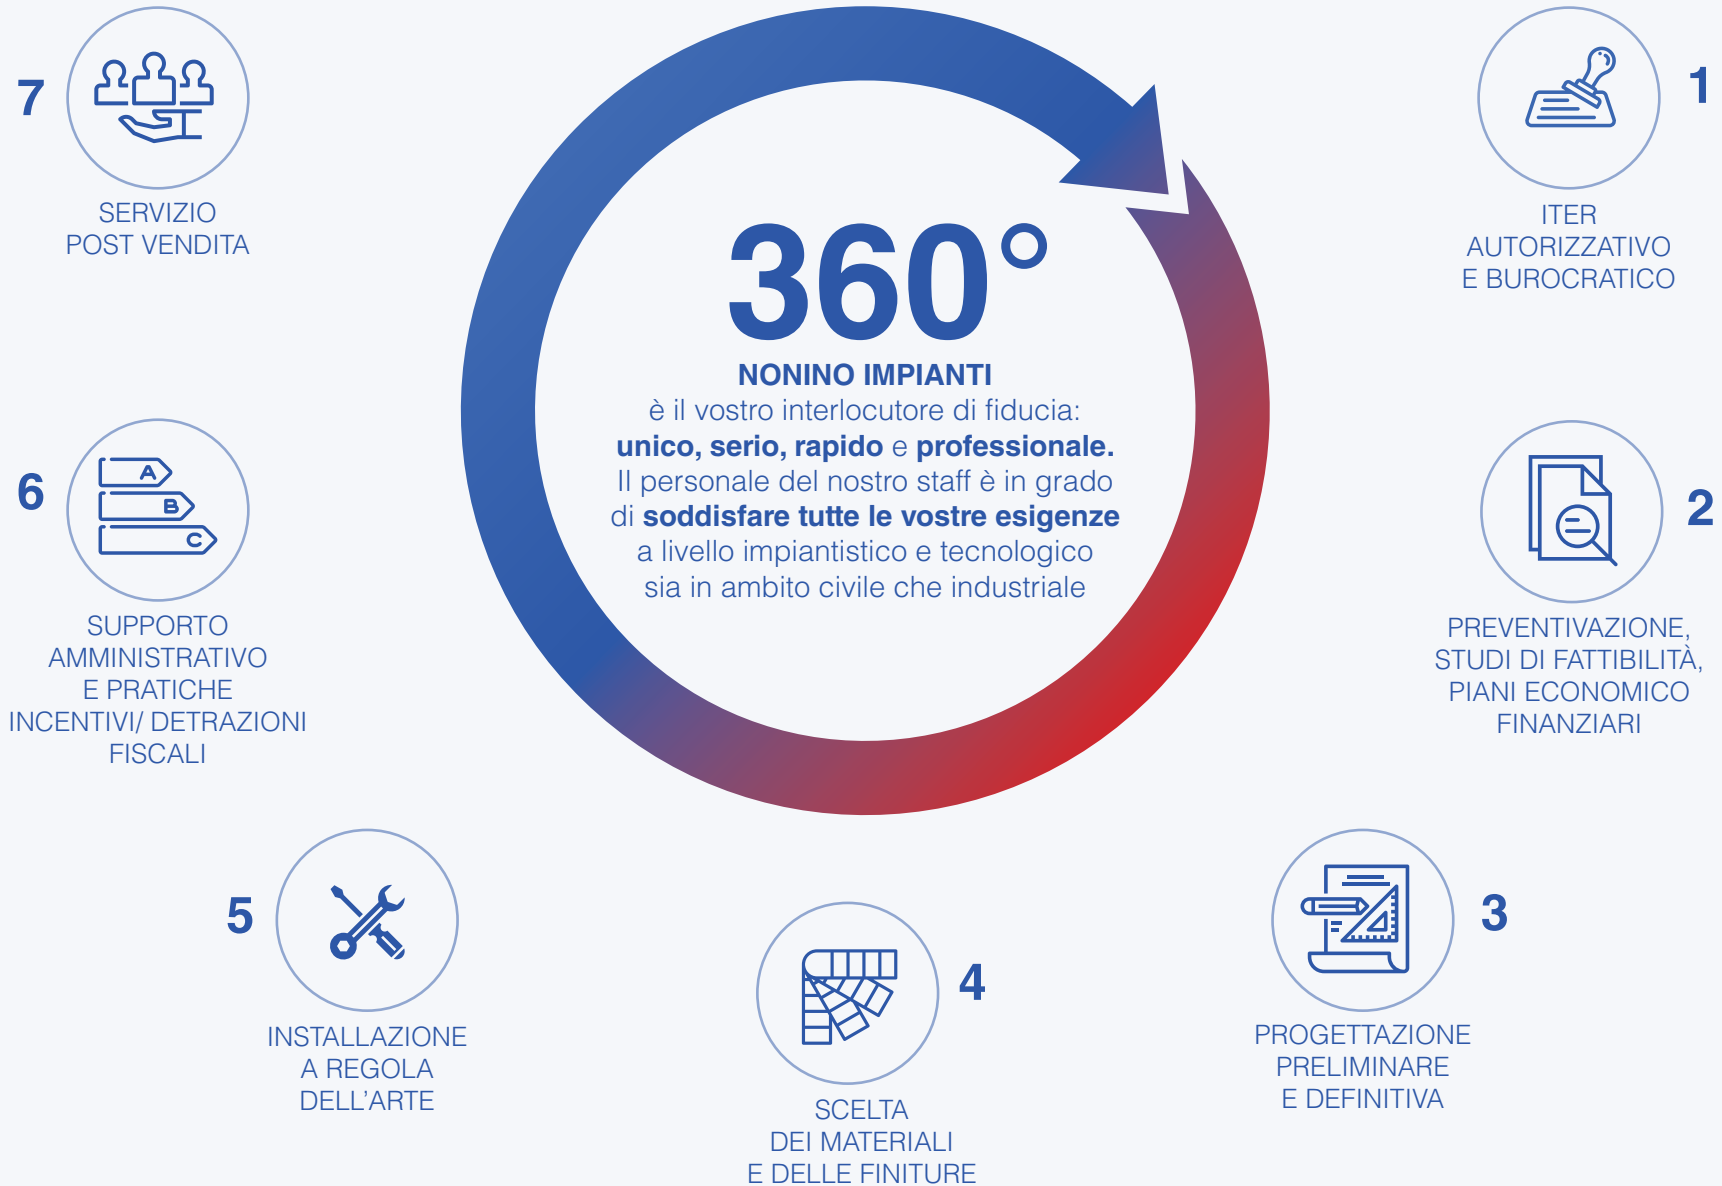 360°
NONINO IMPIANTI
è il vostro interlocutore di fiducia:
unico, serio, rapido e professionale.
Il personale del nostro staff è in grado
di soddisfare tutte le vostre esigenze
a livello impiantistico e tecnologico
sia in ambito civile che industriale
1
ITER
AUTORIZZATIVO
E BUROCRATICO
2
PREVENTIVAZIONE,
STUDI DI FATTIBILITÀ,
PIANI ECONOMICO
FINANZIARI
3
PROGETTAZIONE
PRELIMINARE
E DEFINITIVA
4
SCELTA
DEI MATERIALI
E DELLE FINITURE
5
INSTALLAZIONE
A REGOLA
DELL'ARTE
6
A
B
C
SUPPORTO
AMMINISTRATIVO
E PRATICHE
INCENTIVI/ DETRAZIONI
FISCALI
7
SERVIZIO
POST VENDITA